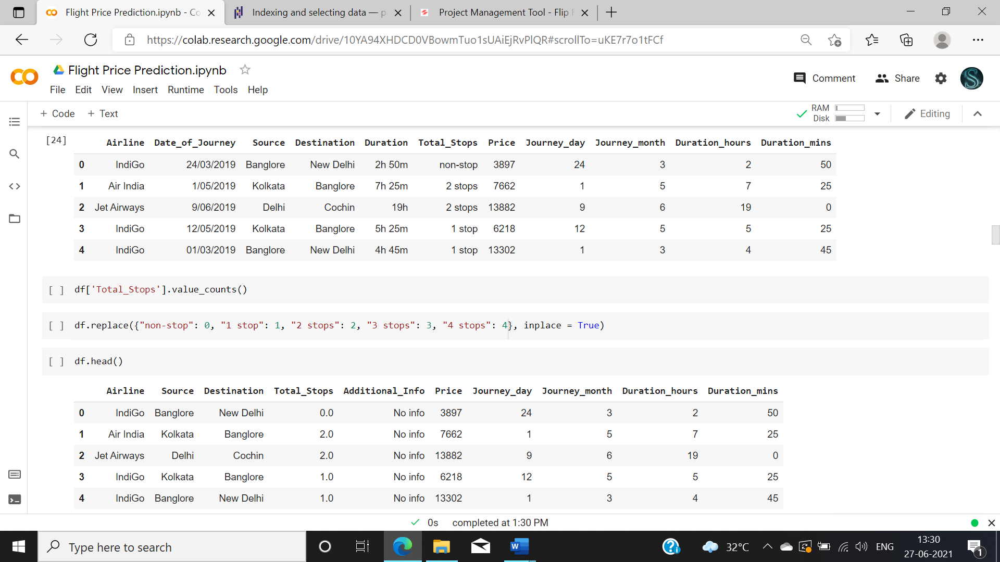 Flight Price Prediction.ipynb - Co
Indexing and selecting data — p
Project Management Tool - Flip
https://colab.research.google.com/drive/10YA94XHDCD0VBowmTuo1sUAiEjRvPlQR#scrollTo=uKE7r7o1tFCf
Flight Price Prediction.ipynb
Comment Share
File Edit View Insert Runtime Tools Help
+ Code + Text
RAM
Disk
Editing
[24] Airline Date_of_Journey Source Destination Duration Total_Stops Price Journey_day Journey_month Duration_hours Duration_mins
0 IndiGo 24/03/2019 Banglore New Delhi 2h 50m non-stop 3897 24 3 2 50
1 Air India 1/05/2019 Kolkata Banglore 7h 25m 2 stops 7662 1 5 7 25
2 Jet Airways 9/06/2019 Delhi Cochin 19h 2 stops 13882 9 6 19 0
3 IndiGo 12/05/2019 Kolkata Banglore 5h 25m 1 stop 6218 12 5 5 25
4 IndiGo 01/03/2019 Banglore New Delhi 4h 45m 1 stop 13302 1 3 4 45
[ ] df['Total_Stops'].value_counts()
[ ] df.replace({"non-stop": 0, "1 stop": 1, "2 stops": 2, "3 stops": 3, "4 stops": 4}, inplace = True)
[ ] df.head()
Airline Source Destination Total_Stops Additional_Info Price Journey_day Journey_month Duration_hours Duration_mins
0 IndiGo Banglore New Delhi 0.0 No info 3897 24 3 2 50
1 Air India Kolkata Banglore 2.0 No info 7662 1 5 7 25
2 Jet Airways Delhi Cochin 2.0 No info 13882 9 6 19 0
3 IndiGo Kolkata Banglore 1.0 No info 6218 12 5 5 25
4 IndiGo Banglore New Delhi 1.0 No info 13302 1 3 4 45
0s completed at 1:30 PM
Type here to search
32°C
ENG
13:30
27-06-2021
1